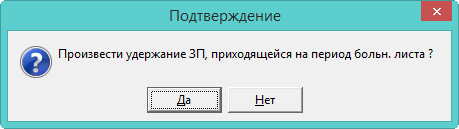 Подтверждение
Произвести удержание ЗП, приходящейся на период больн. листа ?
Да
Нет